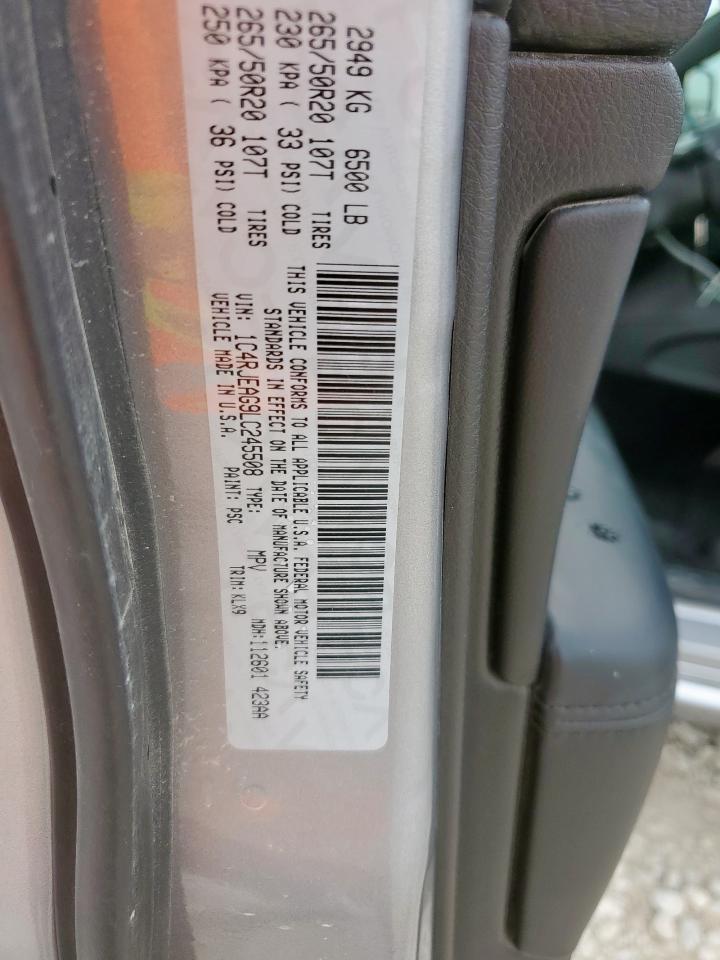 2949 KG 6500 LB
265/50R20 107T TIRES
230 KPA ( 33 PSI) COLD
265/50R20 107T TIRES
250 KPA ( 36 PSI) COLD
THIS VEHICLE CONFORMS TO ALL APPLICABLE U.S.A. FEDERAL MOTOR VEHICLE SAFETY
STANDARDS IN EFFECT ON THE DATE OF MANUFACTURE SHOWN ABOVE.
VIN: 1C4RJEAG9LC245508 TYPE: MPV MDH:112601 423AA
VEHICLE MADE IN U.S.A. PAINT: PSC TRIM: KLX9